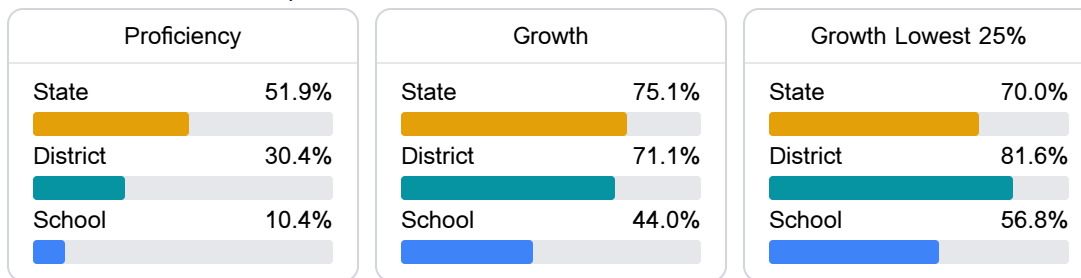 Proficiency
State 51.9%
District 30.4%
School 10.4%
Growth
State 75.1%
District 71.1%
School 44.0%
Growth Lowest 25%
State 70.0%
District 81.6%
School 56.8%